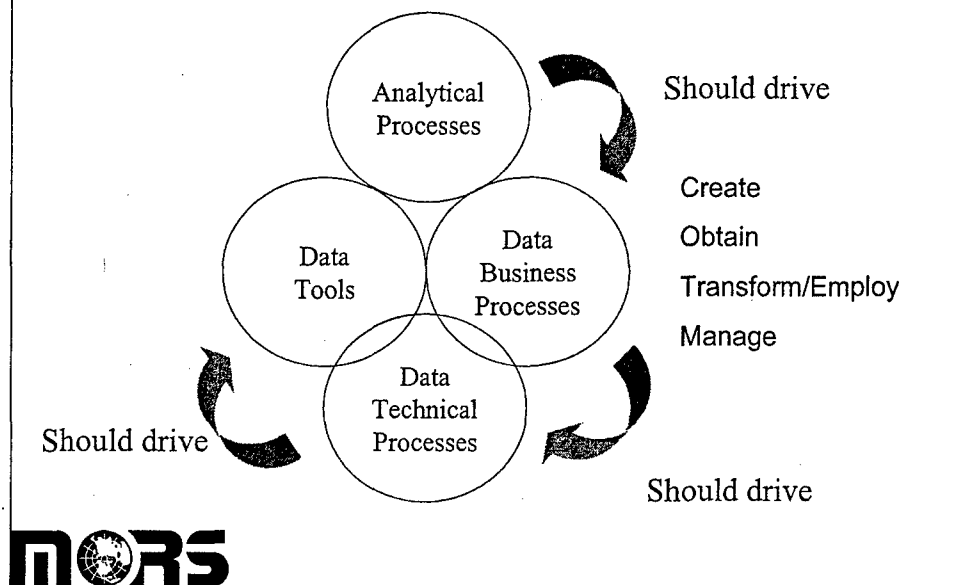 Analytical
Processes
Should drive
Create
Obtain
Transform/Employ
Manage
Data
Tools
Data
Business
Processes
Data
Technical
Processes
Should drive
Should drive
MORS